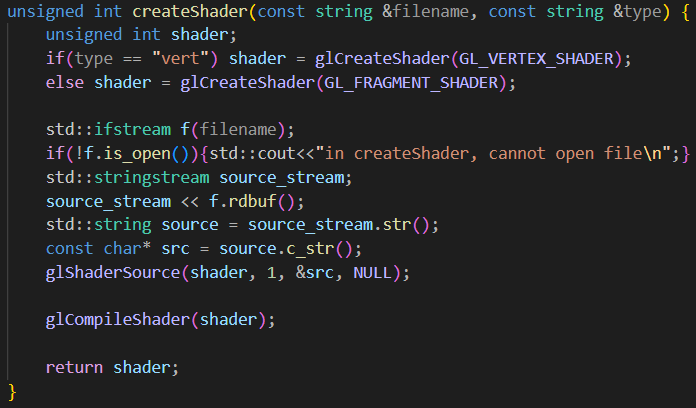 unsigned int createShader(const string &filename, const string &type) {
    unsigned int shader;
    if(type == "vert") shader = glCreateShader(GL_VERTEX_SHADER);
    else shader = glCreateShader(GL_FRAGMENT_SHADER);

    std::ifstream f(filename);
    if(!f.is_open()){std::cout<<"in createShader, cannot open file\n";}
    std::stringstream source_stream;
    source_stream << f.rdbuf();
    std::string source = source_stream.str();
    const char* src = source.c_str();
    glShaderSource(shader, 1, &src, NULL);

    glCompileShader(shader);

    return shader;
}